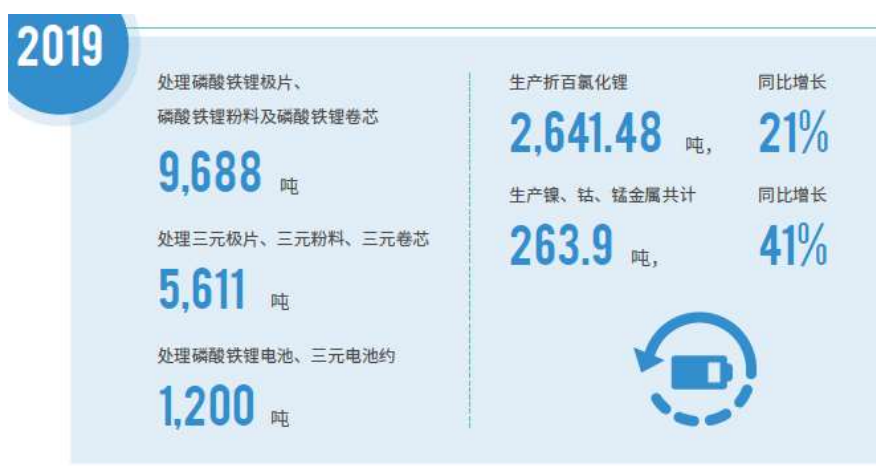 2019
处理磷酸铁锂极片、
磷酸铁锂粉料及磷酸铁锂卷芯
9,688 吨
处理三元极片、三元粉料、三元卷芯
5,611 吨
处理磷酸铁锂电池、三元电池约
1,200 吨
生产折百氯化锂 同比增长
2,641.48 吨， 21%
生产镍、钴、锰金属共计 同比增长
263.9 吨， 41%